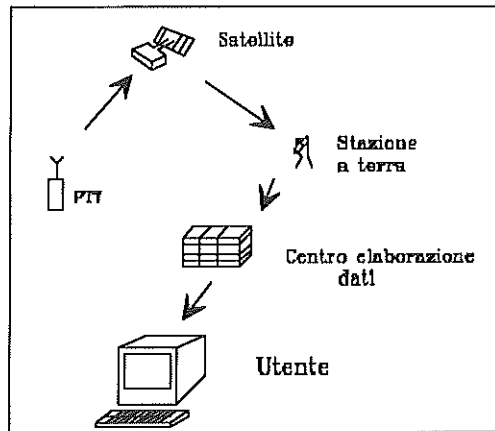 Satellite
Stazione
a terra
PTT
Centro elaborazione
dati
Utente